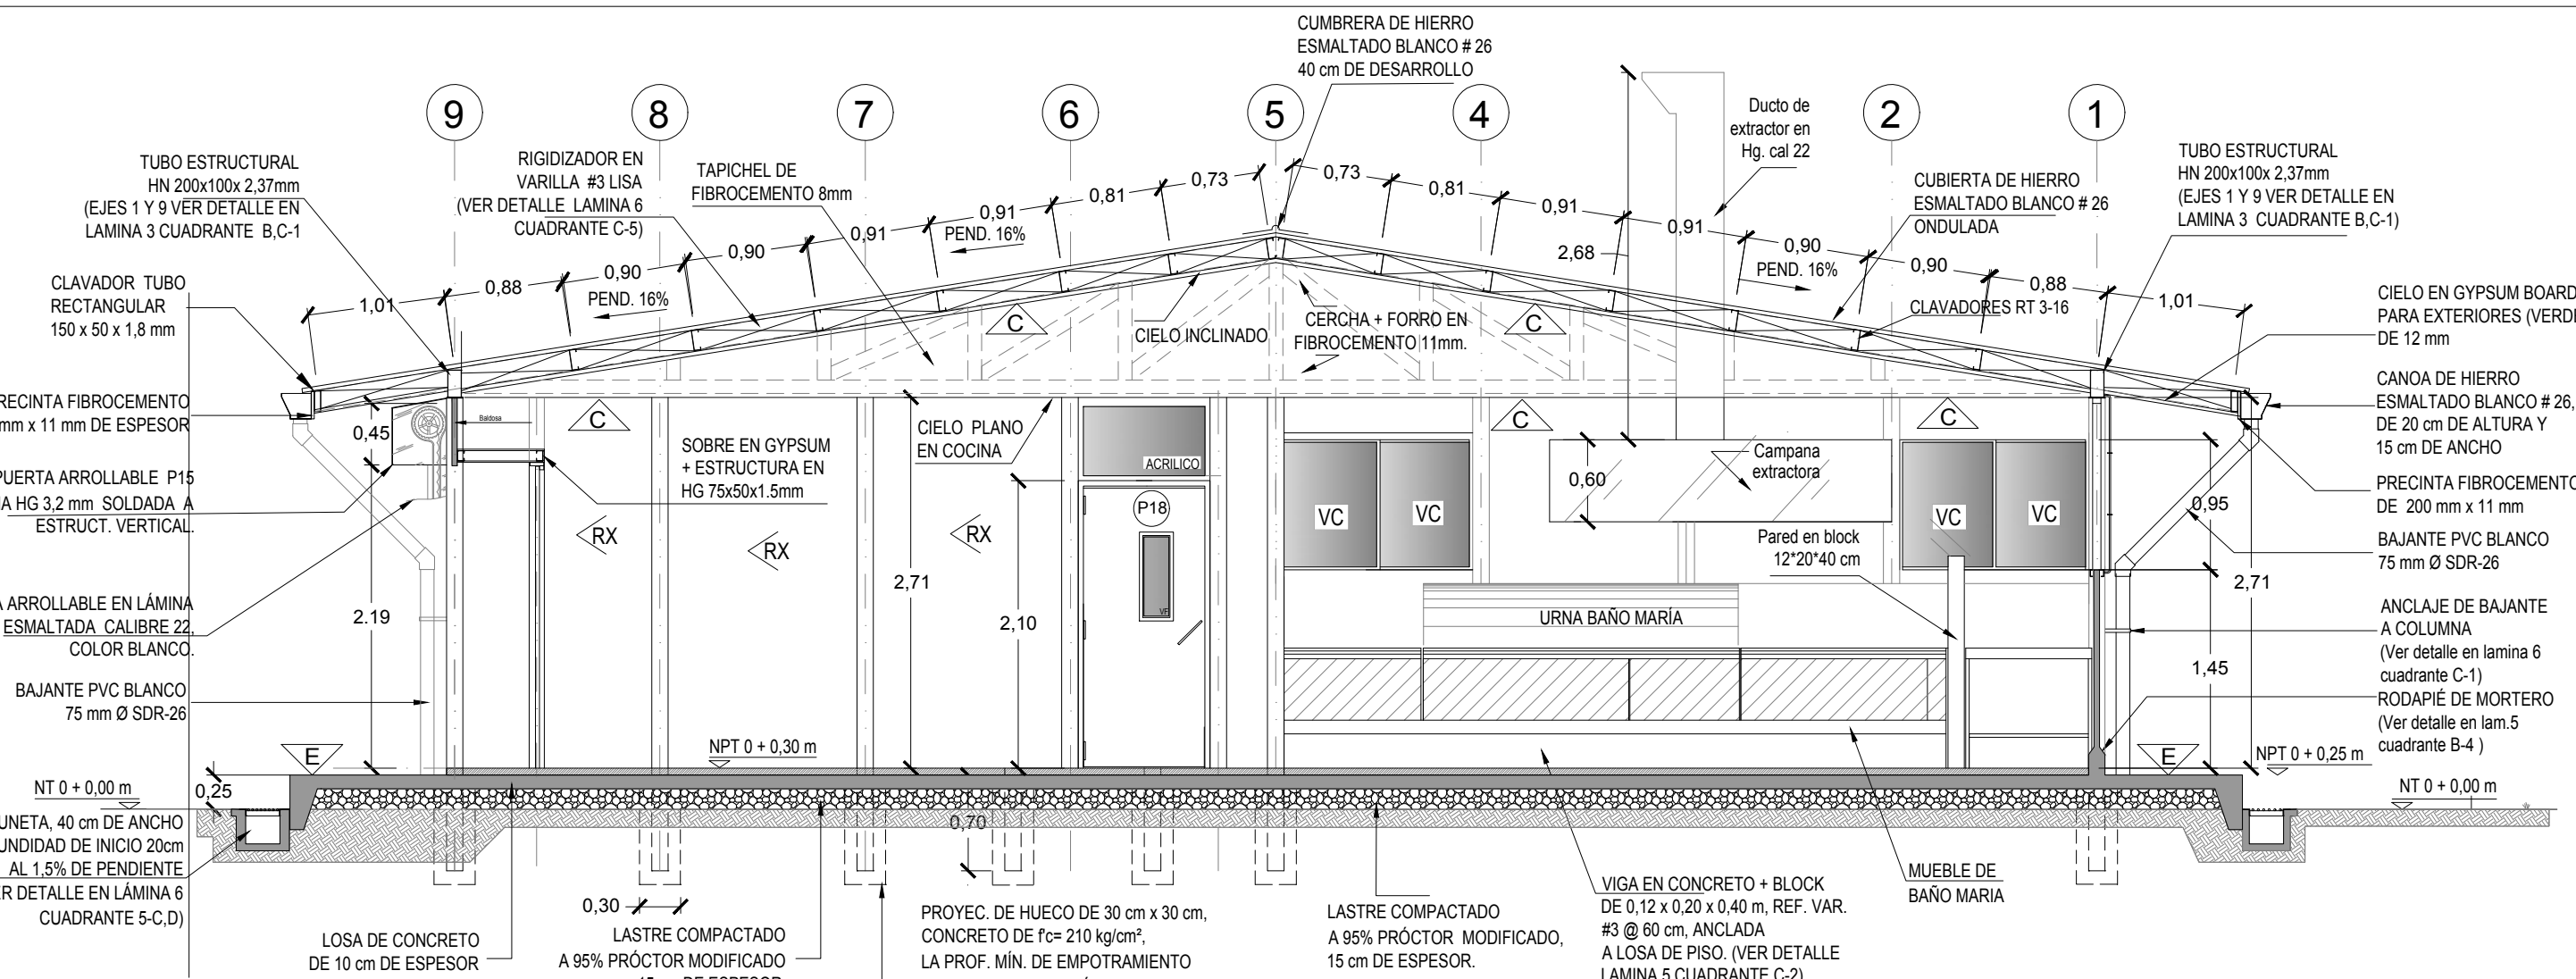 CUMBRERA DE HIERRO
ESMALTADO BLANCO # 26
40 cm DE DESARROLLO
9
8
7
6
5
4
2
1
Ducto de
extractor en
Hg. cal 22
TUBO ESTRUCTURAL
HN 200x100x 2,37mm
(EJES 1 Y 9 VER DETALLE EN
LAMINA 3 CUADRANTE B,C-1
RIGIDIZADOR EN
VARILLA #3 LISA
(VER DETALLE LAMINA 6
CUADRANTE C-5)
TAPICHEL DE
FIBROCEMENTO 8mm
CUBIERTA DE HIERRO
ESMALTADO BLANCO # 26
ONDULADA
TUBO ESTRUCTURAL
HN 200x100x 2,37mm
(EJES 1 Y 9 VER DETALLE EN
LAMINA 3 CUADRANTE B,C-1)
1,01
0,88
0,90
0,90
0,91
0,91
0,81
0,73
0,73
0,81
0,91
0,91
0,90
0,90
0,88
1,01
PEND. 16%
PEND. 16%
PEND. 16%
2,68
CLAVADOR TUBO
RECTANGULAR
150 x 50 x 1,8 mm
CLAVADORES RT 3-16
CIELO INCLINADO
CERCHA + FORRO EN
FIBROCEMENTO 11mm.
C
C
CIELO EN GYPSUM BOARD
PARA EXTERIORES (VERDE
DE 12 mm
RECINTA FIBROCEMENTO
mm x 11 mm DE ESPESOR
CANOA DE HIERRO
ESMALTADO BLANCO # 26,
DE 20 cm DE ALTURA Y
15 cm DE ANCHO
Baldosa
0,45
C
C
C
SOBRE EN GYPSUM
+ ESTRUCTURA EN
HG 75x50x1.5mm
CIELO PLANO
EN COCINA
ACRILICO
Campana
extractora
0,60
PUERTA ARROLLABLE P15
A HG 3,2 mm SOLDADA A
ESTRUCT. VERTICAL.
PRECINTA FIBROCEMENTO
DE 200 mm x 11 mm
P18
VF
VC
VC
VC
VC
0,95
RX
RX
RX
Pared en block
12*20*40 cm
BAJANTE PVC BLANCO
75 mm Ø SDR-26
2,71
2,10
2,71
A ARROLLABLE EN LÁMINA
ESMALTADA CALIBRE 22,
COLOR BLANCO.
2.19
URNA BAÑO MARÍA
ANCLAJE DE BAJANTE
A COLUMNA
(Ver detalle en lamina 6
cuadrante C-1)
1,45
BAJANTE PVC BLANCO
75 mm Ø SDR-26
RODAPIÉ DE MORTERO
(Ver detalle en lam.5
cuadrante B-4 )
E
NPT 0 + 0,30 m
E
NPT 0 + 0,25 m
NT 0 + 0,00 m
0,25
NT 0 + 0,00 m
UNETA, 40 cm DE ANCHO
UNDIDAD DE INICIO 20cm
AL 1,5% DE PENDIENTE
ER DETALLE EN LÁMINA 6
CUADRANTE 5-C,D)
0,70
0,30
LOSA DE CONCRETO
DE 10 cm DE ESPESOR
LASTRE COMPACTADO
A 95% PRÓCTOR MODIFICADO
PROYEC. DE HUECO DE 30 cm x 30 cm,
CONCRETO DE f'c= 210 kg/cm²,
LA PROF. MÍN. DE EMPOTRAMIENTO
LASTRE COMPACTADO
A 95% PRÓCTOR MODIFICADO,
15 cm DE ESPESOR.
VIGA EN CONCRETO + BLOCK
DE 0,12 x 0,20 x 0,40 m, REF. VAR.
#3 @ 60 cm, ANCLADA
A LOSA DE PISO. (VER DETALLE
LAMINA 5 CUADRANTE C-2)
MUEBLE DE
BAÑO MARIA